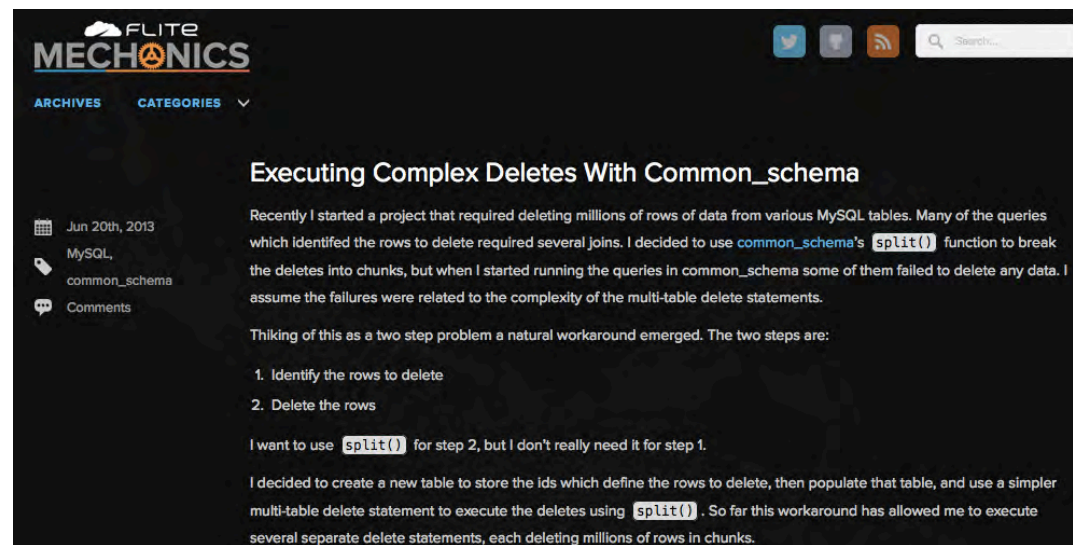 FLITE
MECHANICS
Search...
ARCHIVES CATEGORIES
Executing Complex Deletes With Common_schema
Jun 20th, 2013
MySQL,
common_schema
Comments
Recently I started a project that required deleting millions of rows of data from various MySQL tables. Many of the queries
which identifed the rows to delete required several joins. I decided to use common_schema's split() function to break
the deletes into chunks, but when I started running the queries in common_schema some of them failed to delete any data. I
assume the failures were related to the complexity of the multi-table delete statements.
Thiking of this as a two step problem a natural workaround emerged. The two steps are:
1. Identify the rows to delete
2. Delete the rows
I want to use split() for step 2, but I don't really need it for step 1.
I decided to create a new table to store the ids which define the rows to delete, then populate that table, and use a simpler
multi-table delete statement to execute the deletes using split() . So far this workaround has allowed me to execute
several separate delete statements, each deleting millions of rows in chunks.